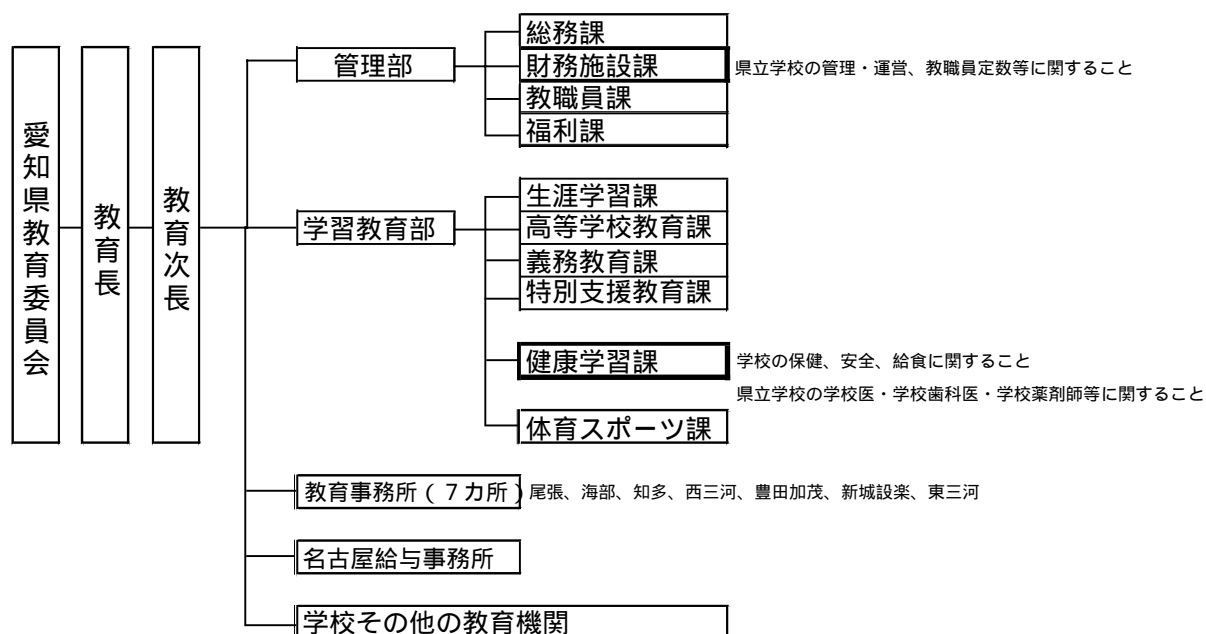 愛知県教育委員会
教育長
教育次長
管理部
総務課
財務施設課
県立学校の管理・運営、教職員定数等に関すること
教職員課
福利課
学習教育部
生涯学習課
高等学校教育課
義務教育課
特別支援教育課
健康学習課
学校の保健、安全、給食に関すること
県立学校の学校医・学校歯科医・学校薬剤師等に関すること
体育スポーツ課
教育事務所(7カ所)
尾張、海部、知多、西三河、豊田加茂、新城設楽、東三河
名古屋給与事務所
学校その他の教育機関